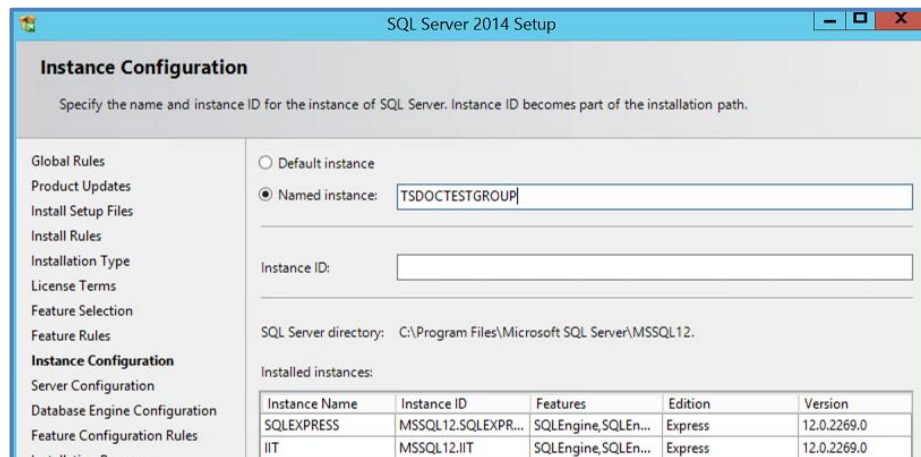 SQL Server 2014 Setup
Instance Configuration
Specify the name and instance ID for the instance of SQL Server. Instance ID becomes part of the installation path.
Global Rules
Product Updates
Install Setup Files
Install Rules
Installation Type
License Terms
Feature Selection
Feature Rules
Instance Configuration
Server Configuration
Database Engine Configuration
Feature Configuration Rules
Default instance
Named instance: TSDOCTESTGROUP
Instance ID:
SQL Server directory: C:\Program Files\Microsoft SQL Server\MSSQL12.
Installed instances:
Instance Name Instance ID Features Edition Version
SQLEXPRESS MSSQL12.SQLEXPR... SQLEngine,SQLEn... Express 12.0.2269.0
IIT MSSQL12.IIT SQLEngine,SQLEn... Express 12.0.2269.0